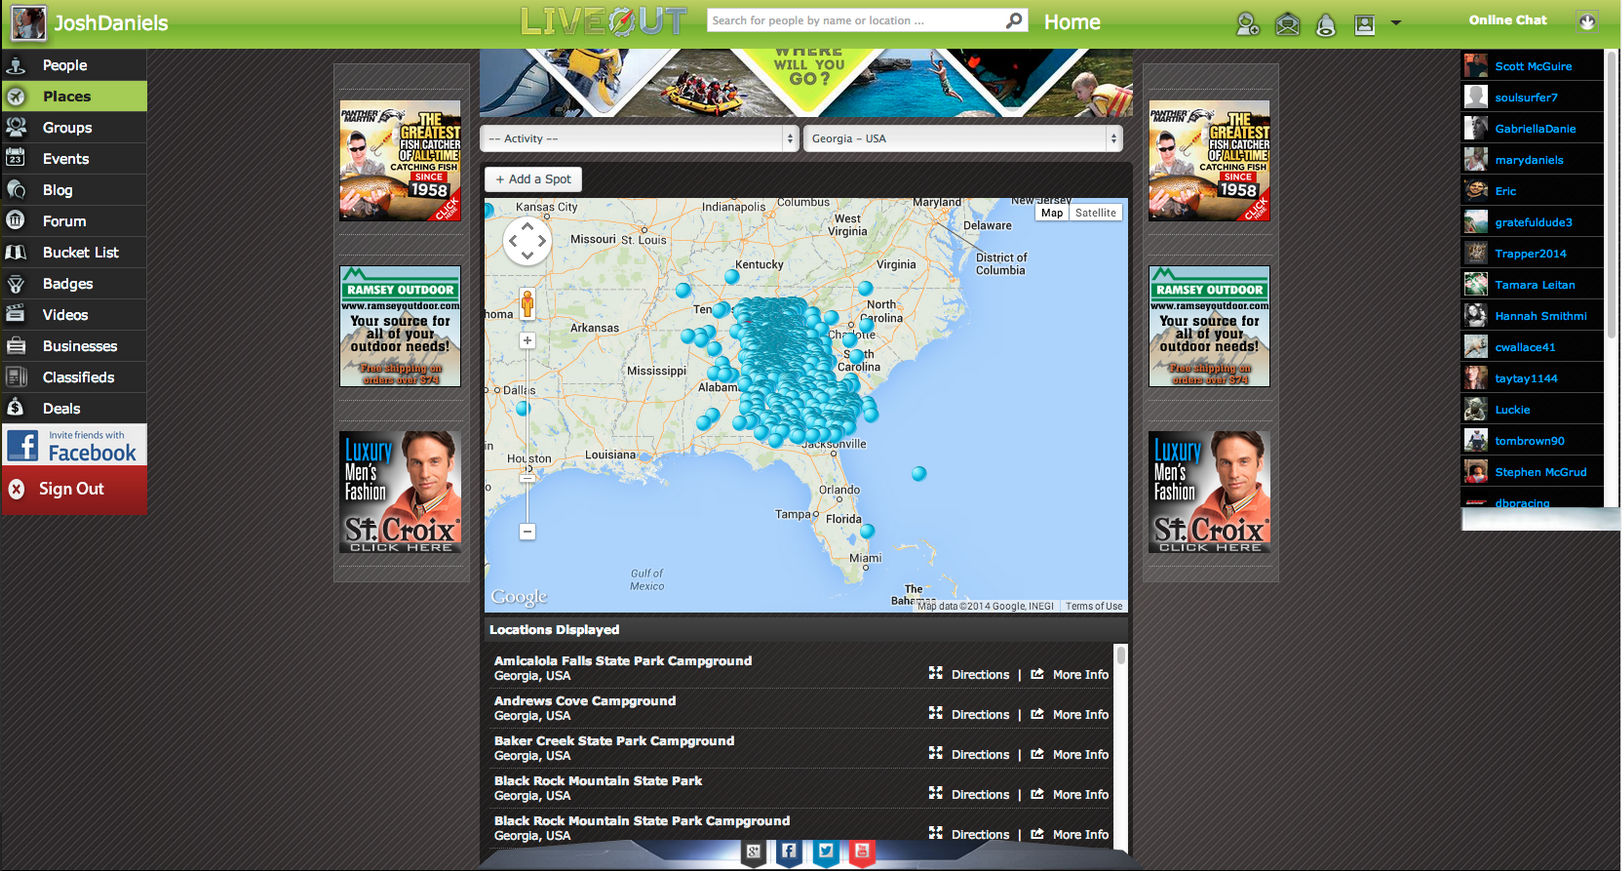 JoshDaniels
LIVEOUT
Search for people by name or location ...
Home
Online Chat
People
Places
Groups
23
Events
Blog
Forum
Bucket List
Badges
Videos
Businesses
Classifieds
Deals
Invite friends with
Facebook
Sign Out
PANTHER MARTIN
THE GREATEST
FISH CATCHER
OF ALL-TIME
CATCHING FISH
SINCE
1958
CLICK HERE
RAMSEY OUTDOOR
www.ramseyoutdoor.com
Your source for
all of your
outdoor needs!
Free shipping on
orders over $74
Luxury
Men's
Fashion
St. Croix
CLICK HERE
WHERE
WILL YOU
GO?
-- Activity --
Georgia - USA
+ Add a Spot
Map
Satellite
Kansas City
Indianapolis
Columbus
Maryland
New Jersey
Missouri
St. Louis
West
Virginia
Delaware
District of
Columbia
Kentucky
Virginia
homa
Arkansas
North
Carolina
Charlotte
South
Carolina
Mississippi
Alabam
Dallas
in
Houston
Louisiana
Jacksonville
Orlando
Tampa
Florida
Miami
Gulf of
Mexico
The
Bahamas
Google
Map data ©2014 Google, INEGI
Terms of Use
Locations Displayed
Amicalola Falls State Park Campground
Georgia, USA
Directions | More Info
Andrews Cove Campground
Georgia, USA
Directions | More Info
Baker Creek State Park Campground
Georgia, USA
Directions | More Info
Black Rock Mountain State Park
Georgia, USA
Directions | More Info
Black Rock Mountain State Park Campground
Georgia, USA
Directions | More Info
PANTHER MARTIN
THE GREATEST
FISH CATCHER
OF ALL-TIME
CATCHING FISH
SINCE
1958
CLICK HERE
RAMSEY OUTDOOR
www.ramseyoutdoor.com
Your source for
all of your
outdoor needs!
Free shipping on
orders over $74
Luxury
Men's
Fashion
St. Croix
CLICK HERE
Scott McGuire
soulsurfer7
GabriellaDanie
marydaniels
Eric
gratefuldude3
Trapper2014
Tamara Leitan
Hannah Smithmi
cwallace41
taytay1144
Luckie
tombrown90
Stephen McGrud
dbpracing